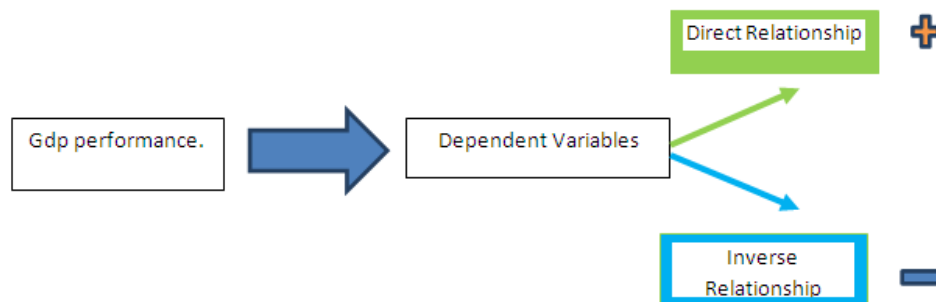 Direct Relationship
Gdp performance.
Dependent Variables
Inverse
Relationship